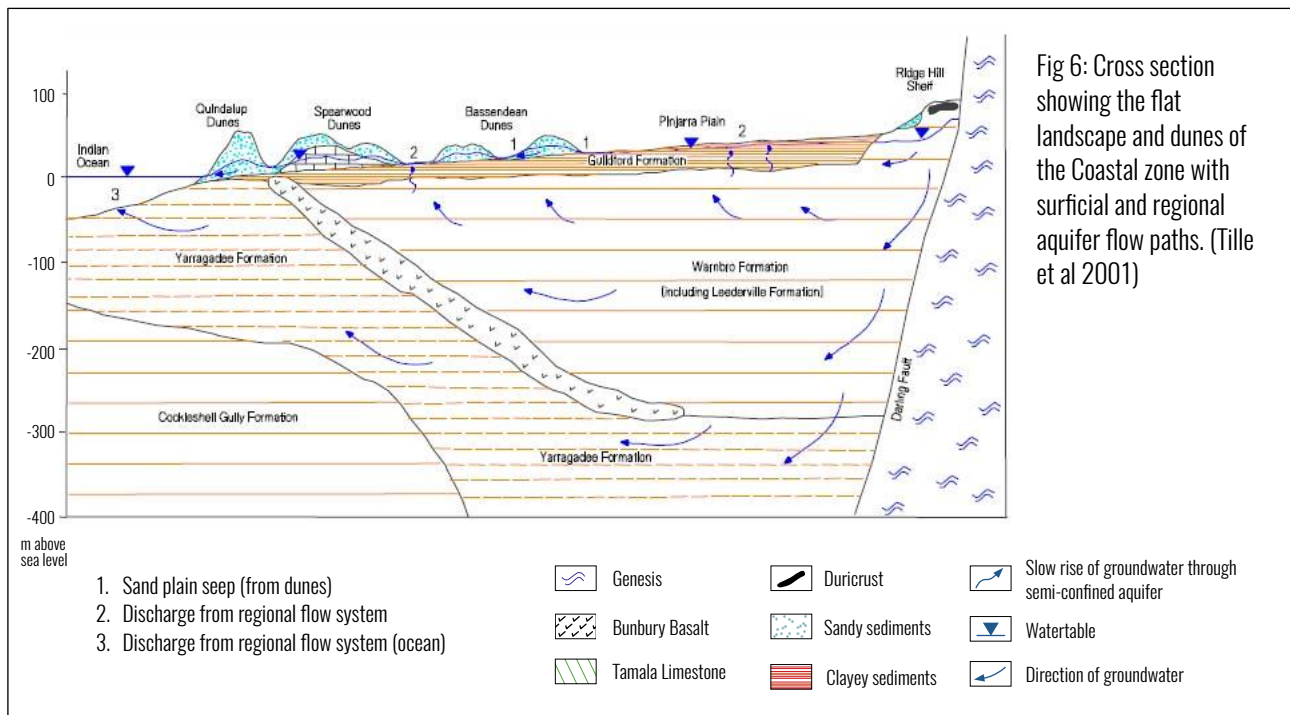 Fig 6: Cross section
showing the flat
landscape and dunes of
the Coastal zone with
surficial and regional
aquifer flow paths. (Tille
et al 2001)
100
0
-100
-200
-300
-400
m above
sea level
Indian
Ocean
Quindalup
Dunes
Spearwood
Dunes
Bassendean
Dunes
Pinjarra Plain
Ridge Hill
Shelf
3
2
1
1
2
Guildford Formation
Yarragadee Formation
Warnbro Formation
(including Leederville Formation)
Cockleshell Gully Formation
Yarragadee Formation
Darling Fault
1. Sand plain seep (from dunes)
2. Discharge from regional flow system
3. Discharge from regional flow system (ocean)
Genesis
Bunbury Basalt
Tamala Limestone
Duricrust
Sandy sediments
Clayey sediments
Slow rise of groundwater through
semi-confined aquifer
Watertable
Direction of groundwater